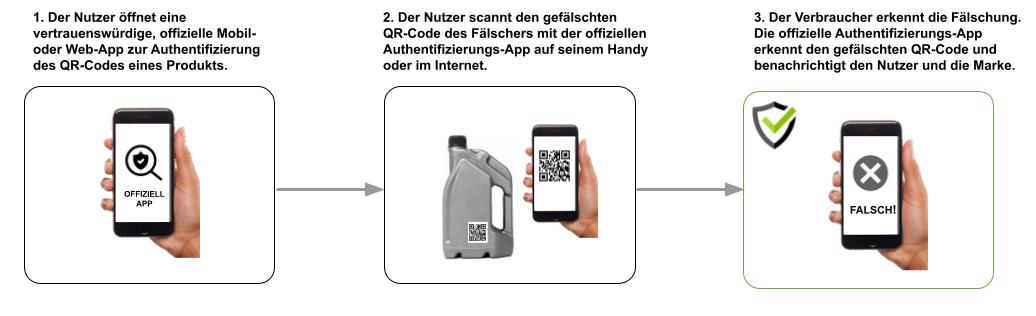 1. Der Nutzer öffnet eine
vertrauenswürdige, offizielle Mobil-
oder Web-App zur Authentifizierung
des QR-Codes eines Produkts.
OFFIZIELL
APP
2. Der Nutzer scannt den gefälschten
QR-Code des Fälschers mit der offiziellen
Authentifizierungs-App auf seinem Handy
oder im Internet.
3. Der Verbraucher erkennt die Fälschung.
Die offizielle Authentifizierungs-App
erkennt den gefälschten QR-Code und
benachrichtigt den Nutzer und die Marke.
FALSCH!